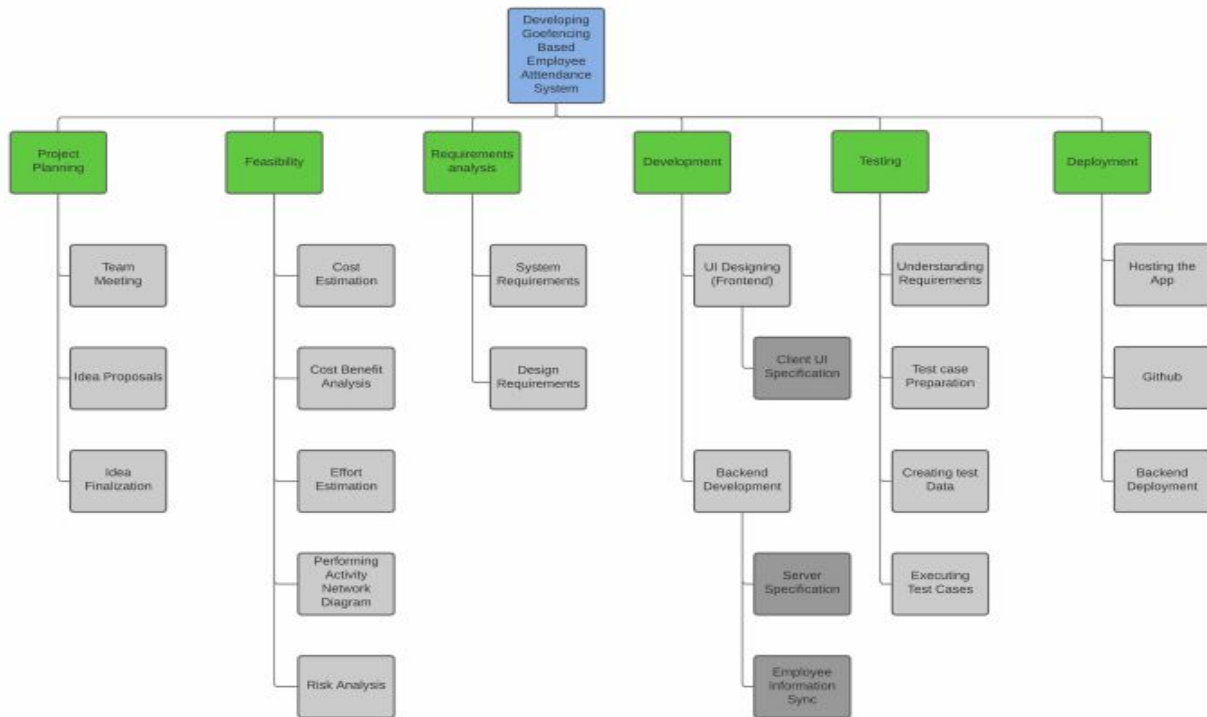 Developing
Goefencing
Based
Employee
Atttendance
System
Project
Planning
Feasibility
Requirements
analysis
Development
Testing
Deployment
Team
Meeting
Idea Proposals
Idea
Finalization
Cost
Estimation
Cost Benefit
Analysis
Effort
Estimation
Performing
Activity
Network
Diagram
Risk Analysis
System
Requirements
Design
Requirements
UI Designing
(Frontend)
Client UI
Specification
Backend
Development
Server
Specification
Employee
Information
Sync
Understanding
Requirements
Test case
Preparation
Creating test
Data
Executing
Test Cases
Hosting the
App
Github
Backend
Deployment